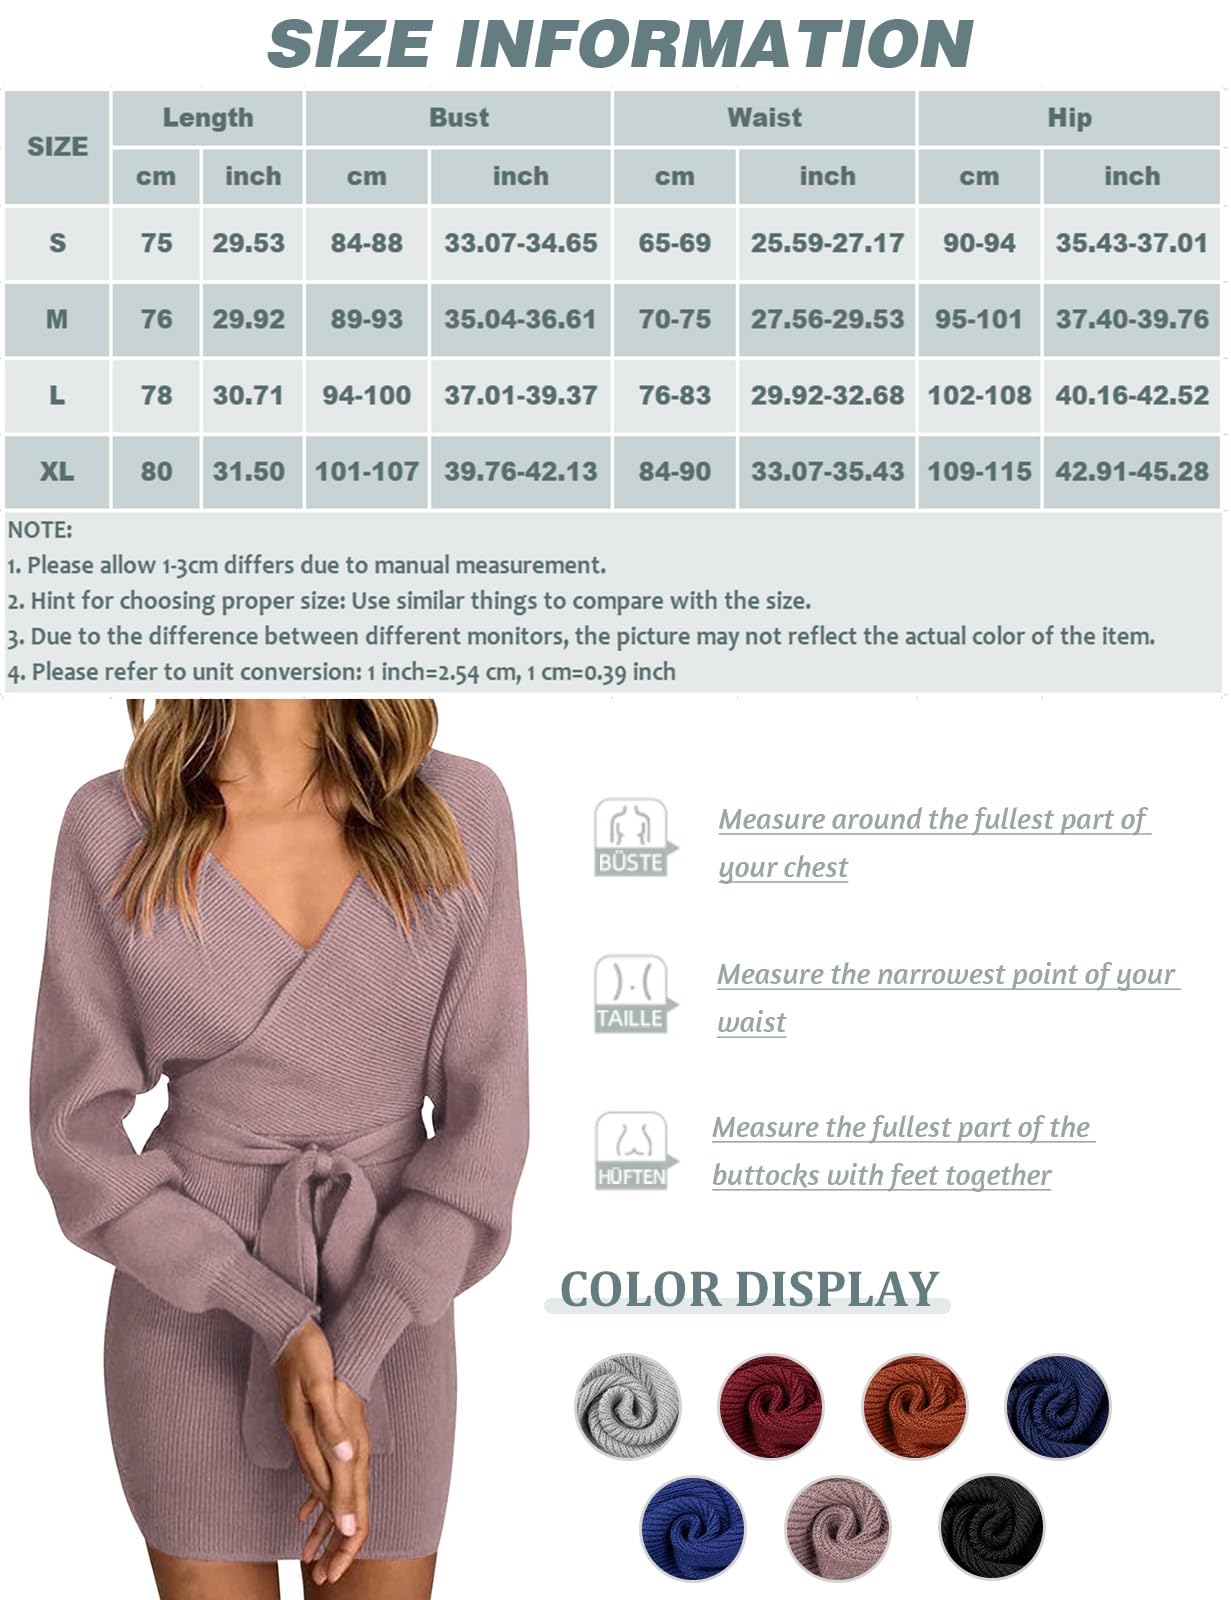 SIZE INFORMATION
SIZE Length Bust Waist Hip
cm inch cm inch cm inch cm inch
S 75 29.53 84-88 33.07-34.65 65-69 25.59-27.17 90-94 35.43-37.01
M 76 29.92 89-93 35.04-36.61 70-75 27.56-29.53 95-101 37.40-39.76
L 78 30.71 94-100 37.01-39.37 76-83 29.92-32.68 102-108 40.16-42.52
XL 80 31.50 101-107 39.76-42.13 84-90 33.07-35.43 109-115 42.91-45.28
NOTE:
1. Please allow 1-3cm differs due to manual measurement.
2. Hint for choosing proper size: Use similar things to compare with the size.
3. Due to the difference between different monitors, the picture may not reflect the actual color of the item.
4. Please refer to unit conversion: 1 inch=2.54 cm, 1 cm=0.39 inch
BÜSTE
Measure around the fullest part of
your chest
TAILLE
Measure the narrowest point of your
waist
HÜFTEN
Measure the fullest part of the
buttocks with feet together
COLOR DISPLAY